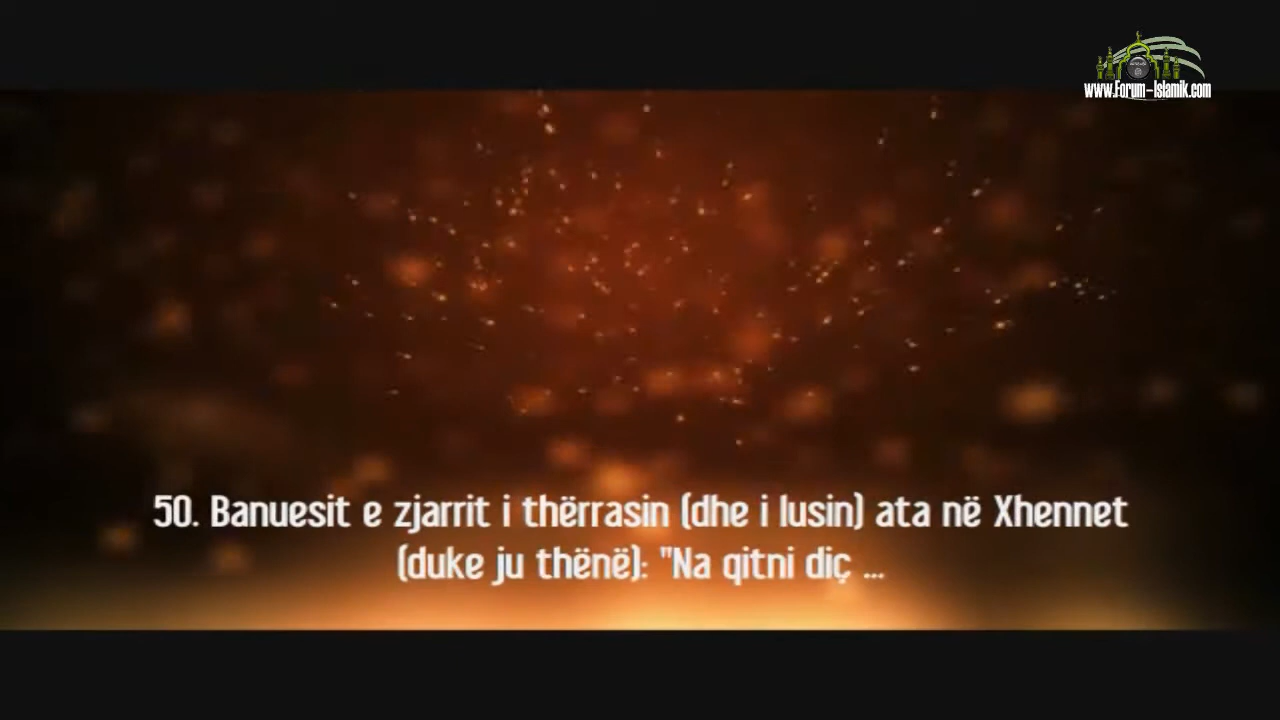 www.Forum-Islamik.com
50. Banuesit e zjarrit i thërrasin (dhe i lusin) ata në Xhennet
(duke ju thënë): "Na qitni diç ...